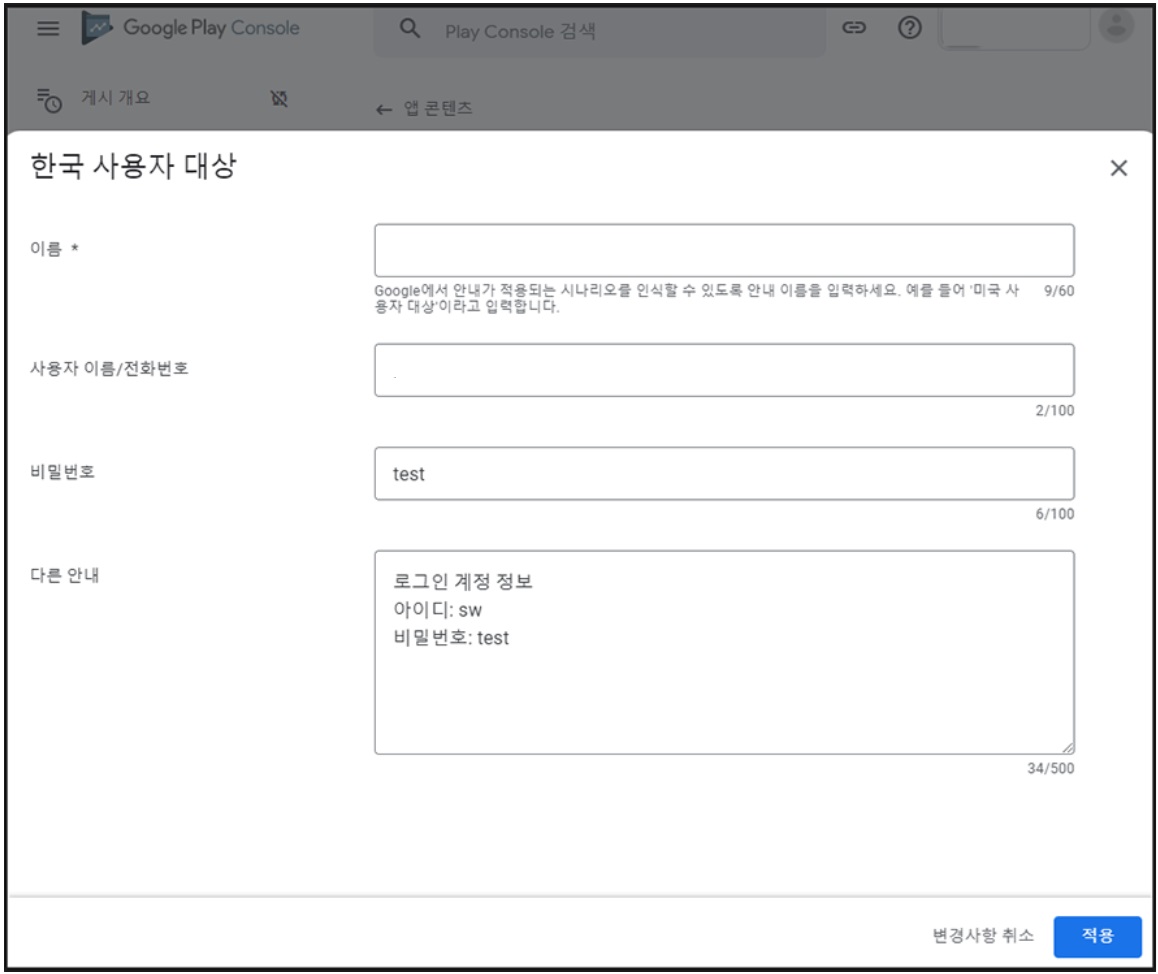 Google Play Console
Play Console 검색
게시 개요
← 앱 콘텐츠
한국 사용자 대상
이름 *
Google에서 안내가 적용되는 시나리오를 인식할 수 있도록 안내 이름을 입력하세요. 예를 들어 '미국 사
용자 대상'이라고 입력합니다.
9/60
사용자 이름/전화번호
.
2/100
비밀번호
test
6/100
다른 안내
로그인 계정 정보
아이디: sw
비밀번호: test
34/500
변경사항 취소
적용